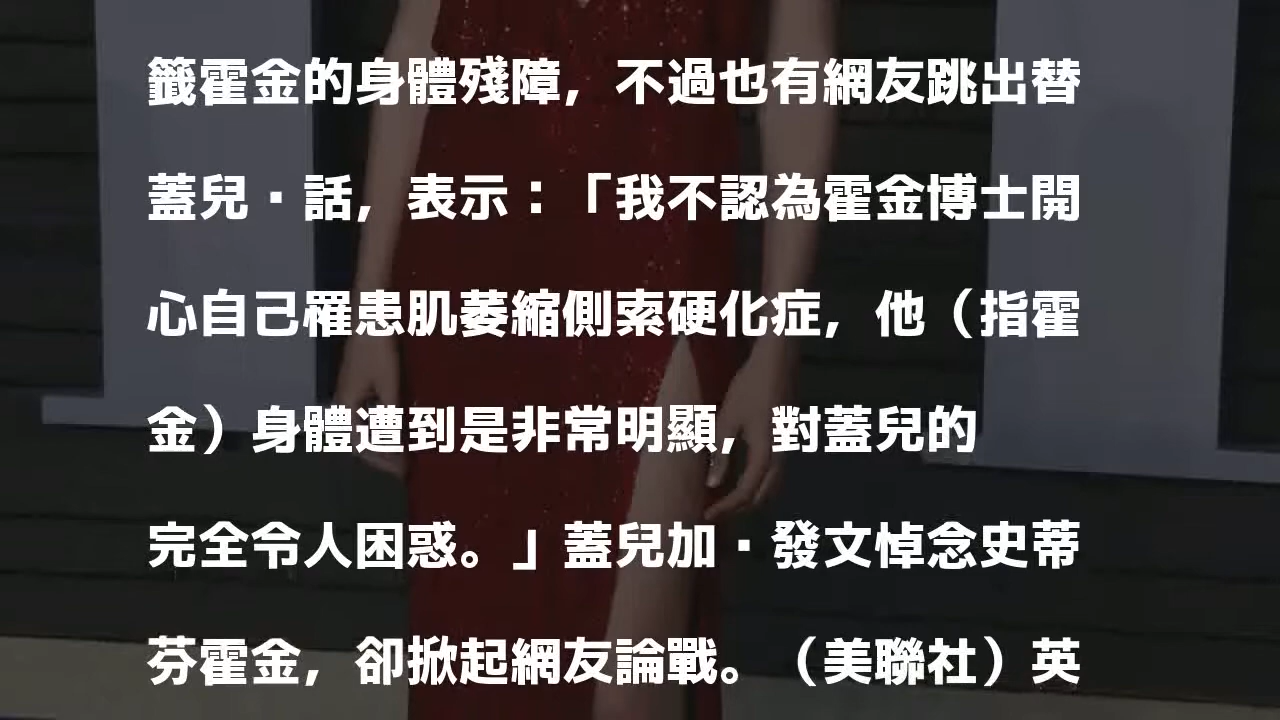 籤霍金的身體殘障，不過也有網友跳出替
蓋兒·話，表示：「我不認為霍金博士開
心自己罹患肌萎縮側索硬化症，他（指霍
金）身體遭到是非常明顯，對蓋兒的
完全令人困惑。」蓋兒加·發文悼念史蒂
芬霍金，卻掀起網友論戰。（美聯社）英